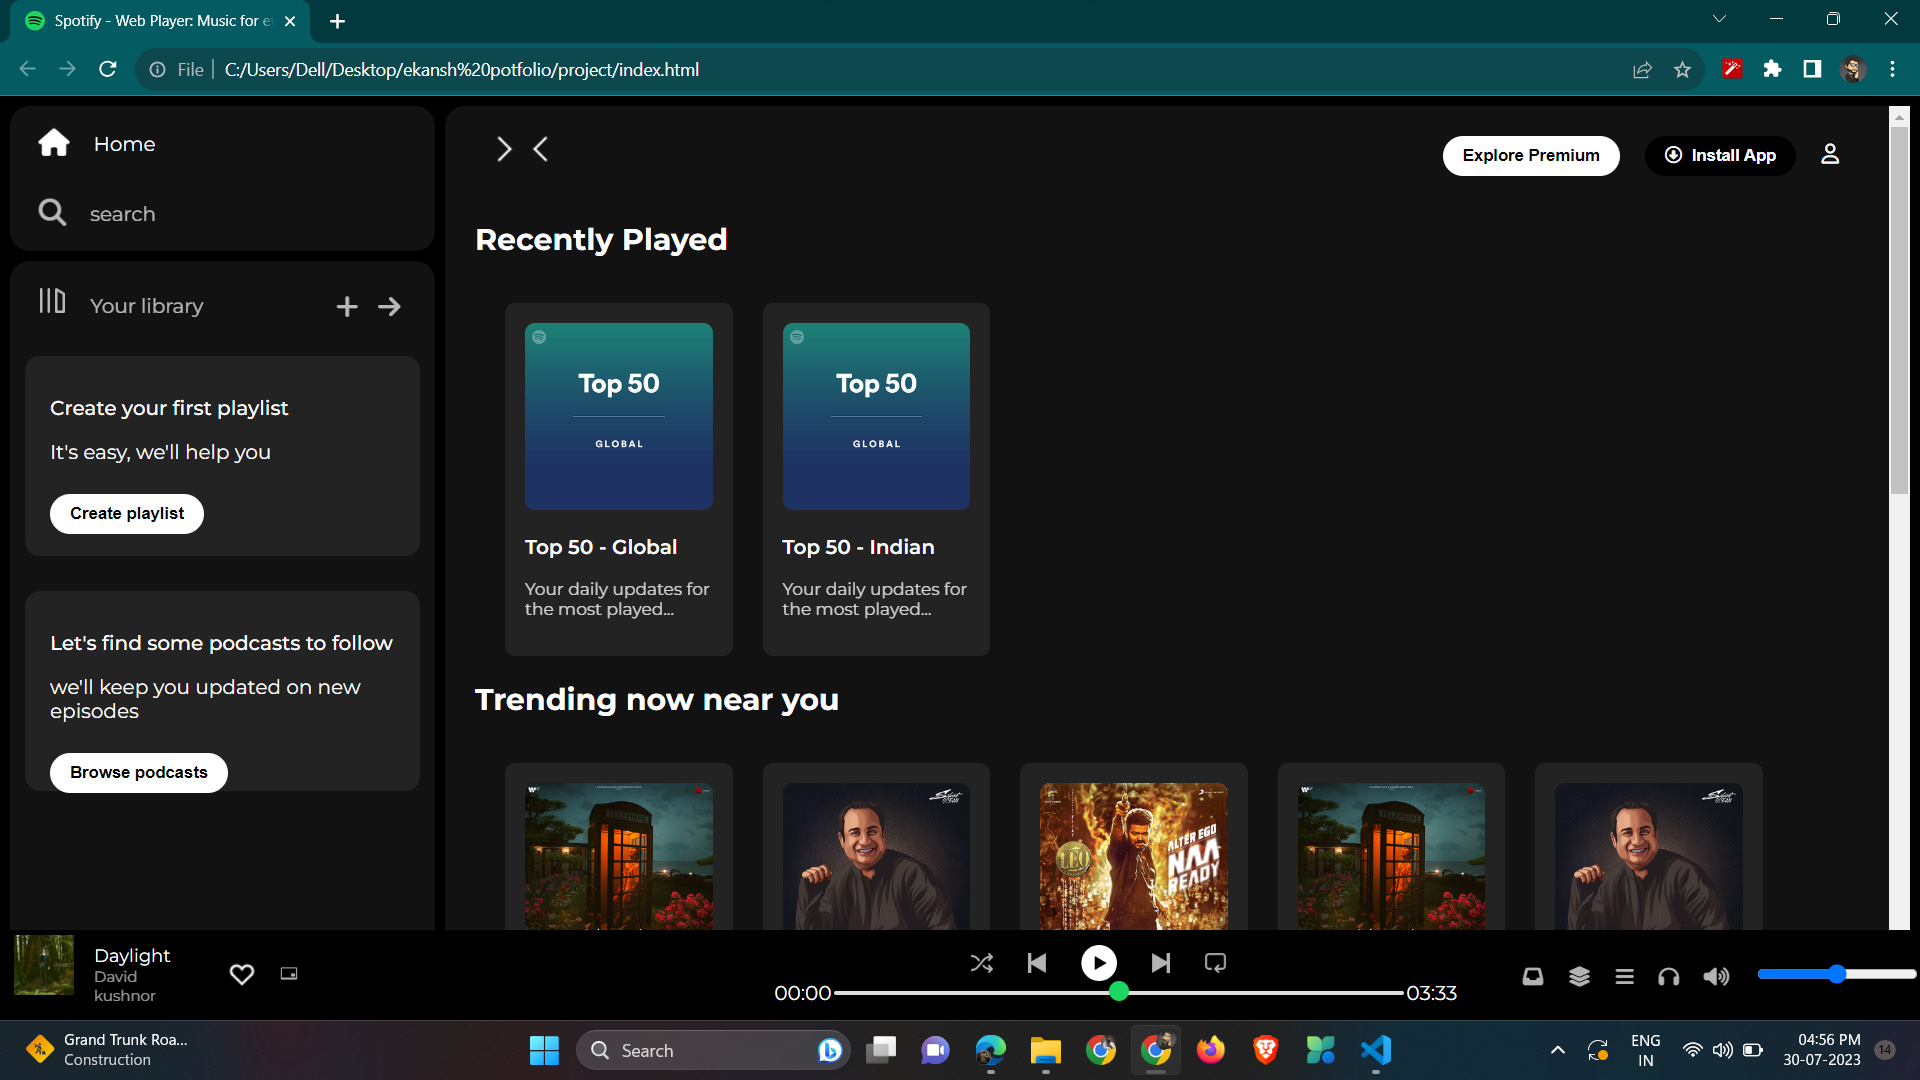 Spotify - Web Player: Music for e
File
C:/Users/Dell/Desktop/ekansh%20potfolio/project/index.html
Home
search
Your library
Create your first playlist
It's easy, we'll help you
Create playlist
Let's find some podcasts to follow
we'll keep you updated on new
episodes
Browse podcasts
Explore Premium
Install App
Recently Played
Top 50
GLOBAL
Top 50 - Global
Your daily updates for
the most played...
Top 50
GLOBAL
Top 50 - Indian
Your daily updates for
the most played...
Trending now near you
TELEPHONE
LEO
ALTER EGO
NAA
READY
Daylight
David
kushnor
00:00
03:33
Grand Trunk Roa...
Construction
Search
ENG
IN
04:56 PM
30-07-2023
14